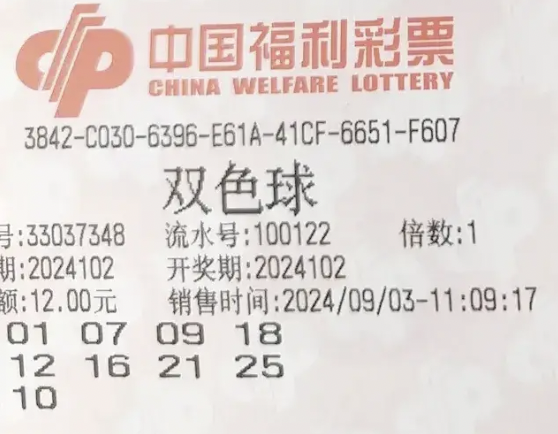 中国福利彩票
CHINA WELFARE LOTTERY
3842-C030-6396-E61A-41CF-6651-F607
双色球
号:33037348 流水号:100122 倍数:1
期:2024102 开奖期:2024102
额:12.00元 销售时间:2024/09/03-11:09:17
01 07 09 18
12 16 21 25
10